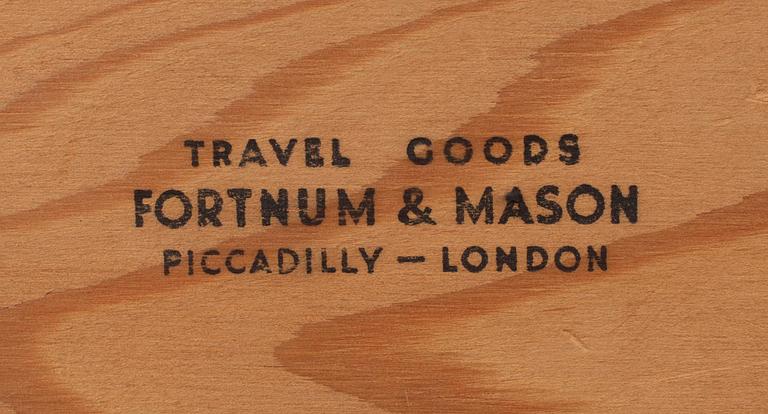 TRAVEL GOODS
FORTNUM & MASON
PICCADILLY — LONDON